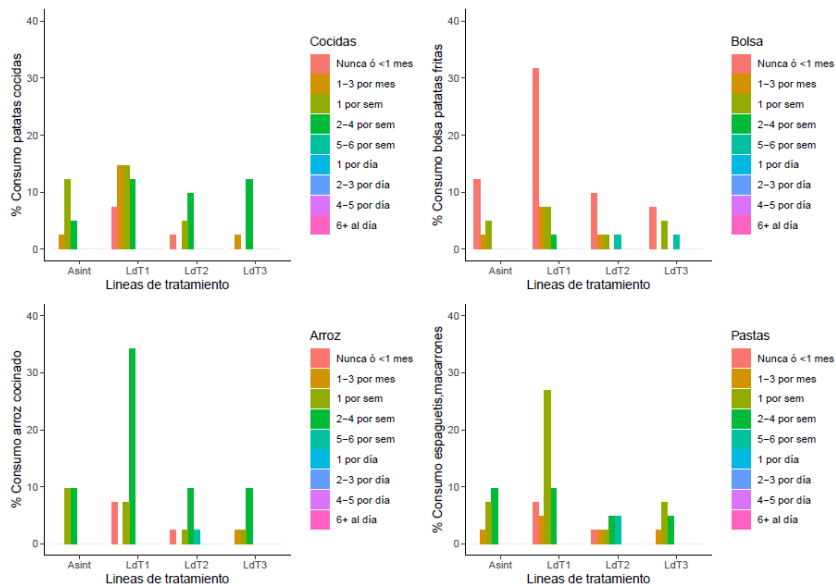 % Consumo patatas cocidas
40
30
20
10
0
Asint LdT1 LdT2 LdT3
Lineas de tratamiento
Cocidas
Nunca ó <1 mes
1−3 por mes
1 por sem
2−4 por sem
5−6 por sem
1 por día
2−3 por día
4−5 por día
6+ al día
% Consumo bolsa patatas fritas
40
30
20
10
0
Asint LdT1 LdT2 LdT3
Lineas de tratamiento
Bolsa
Nunca ó <1 mes
1−3 por mes
1 por sem
2−4 por sem
5−6 por sem
1 por día
2−3 por día
4−5 por día
6+ al día
% Consumo arroz cocinado
40
30
20
10
0
Asint LdT1 LdT2 LdT3
Lineas de tratamiento
Arroz
Nunca ó <1 mes
1−3 por mes
1 por sem
2−4 por sem
5−6 por sem
1 por día
2−3 por día
4−5 por día
6+ al día
% Consumo espaguetis,macarrones
40
30
20
10
0
Asint LdT1 LdT2 LdT3
Lineas de tratamiento
Pastas
Nunca ó <1 mes
1−3 por mes
1 por sem
2−4 por sem
5−6 por sem
1 por día
2−3 por día
4−5 por día
6+ al día